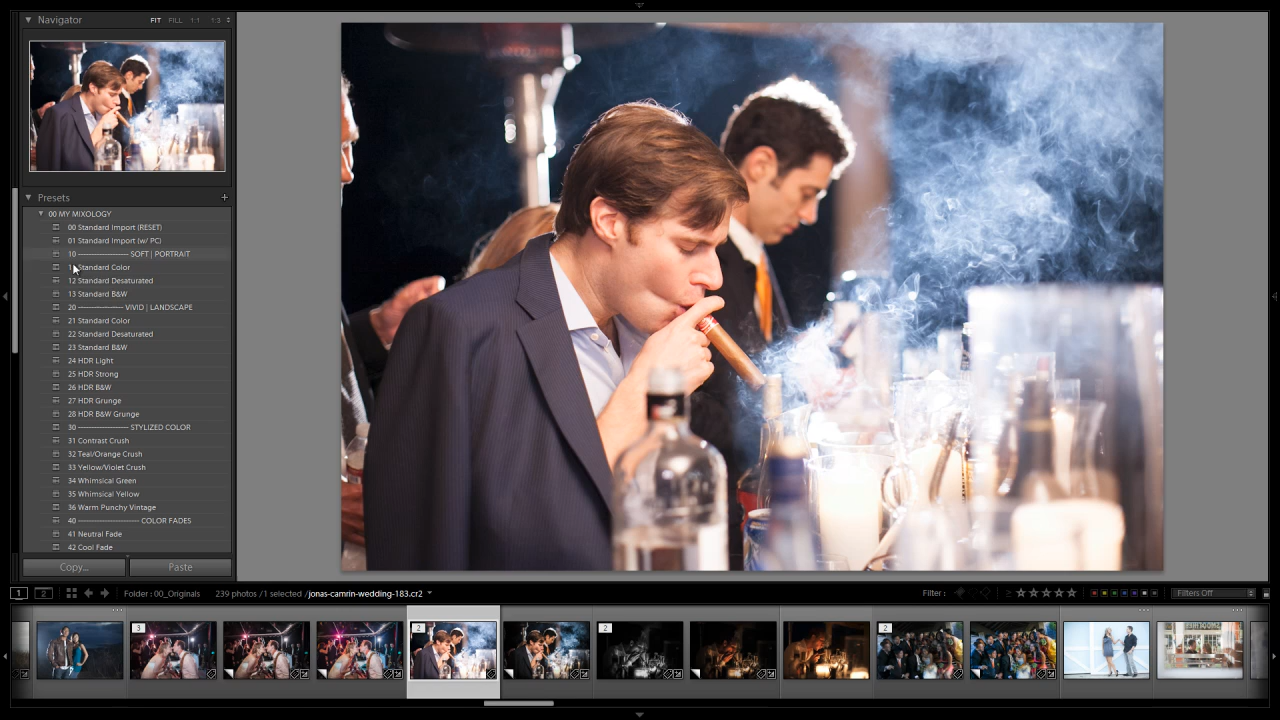 Navigator
FIT FILL 1:1 1:3
Presets +
00 MY MIXOLOGY
00 Standard Import (RESET)
01 Standard Import (w/ PC)
10 ------------------ SOFT | PORTRAIT
Standard Color
12 Standard Desaturated
13 Standard B&W
20 ---------------- VIVID | LANDSCAPE
21 Standard Color
22 Standard Desaturated
23 Standard B&W
24 HDR Light
25 HDR Strong
26 HDR B&W
27 HDR Grunge
28 HDR B&W Grunge
30 ------------------ STYLIZED COLOR
31 Contrast Crush
32 Teal/Orange Crush
33 Yellow/Violet Crush
34 Whimsical Green
35 Whimsical Yellow
36 Warm Punchy Vintage
40 ---------------------- COLOR FADES
41 Neutral Fade
42 Cool Fade
Copy... Paste
1 2 Folder : 00_Originals 239 photos / 1 selected / jonas-camrin-wedding-183.cr2 Filter : Filters Off
3 2 2 2